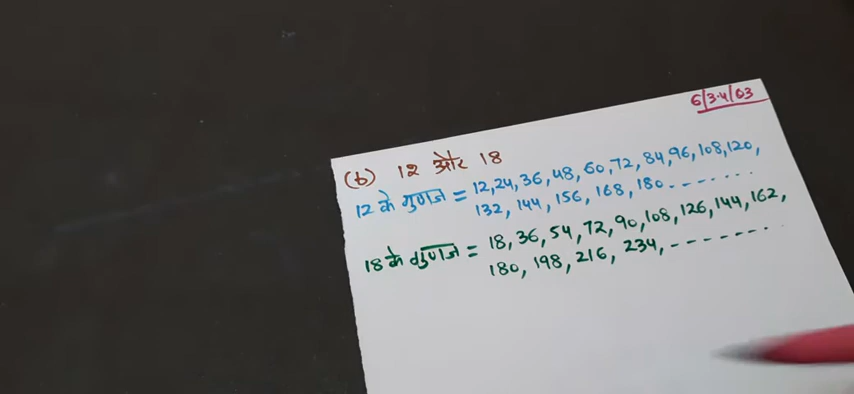 6/3.4/03
(b) 12 और 18
12 के गुणज = 12, 24, 36, 48, 60, 72, 84, 96, 108, 120,
132, 144, 156, 168, 180 - - - - - - -
18 के गुणज = 18, 36, 54, 72, 90, 108, 126, 144, 162,
180, 198, 216, 234, - - - - - - - -